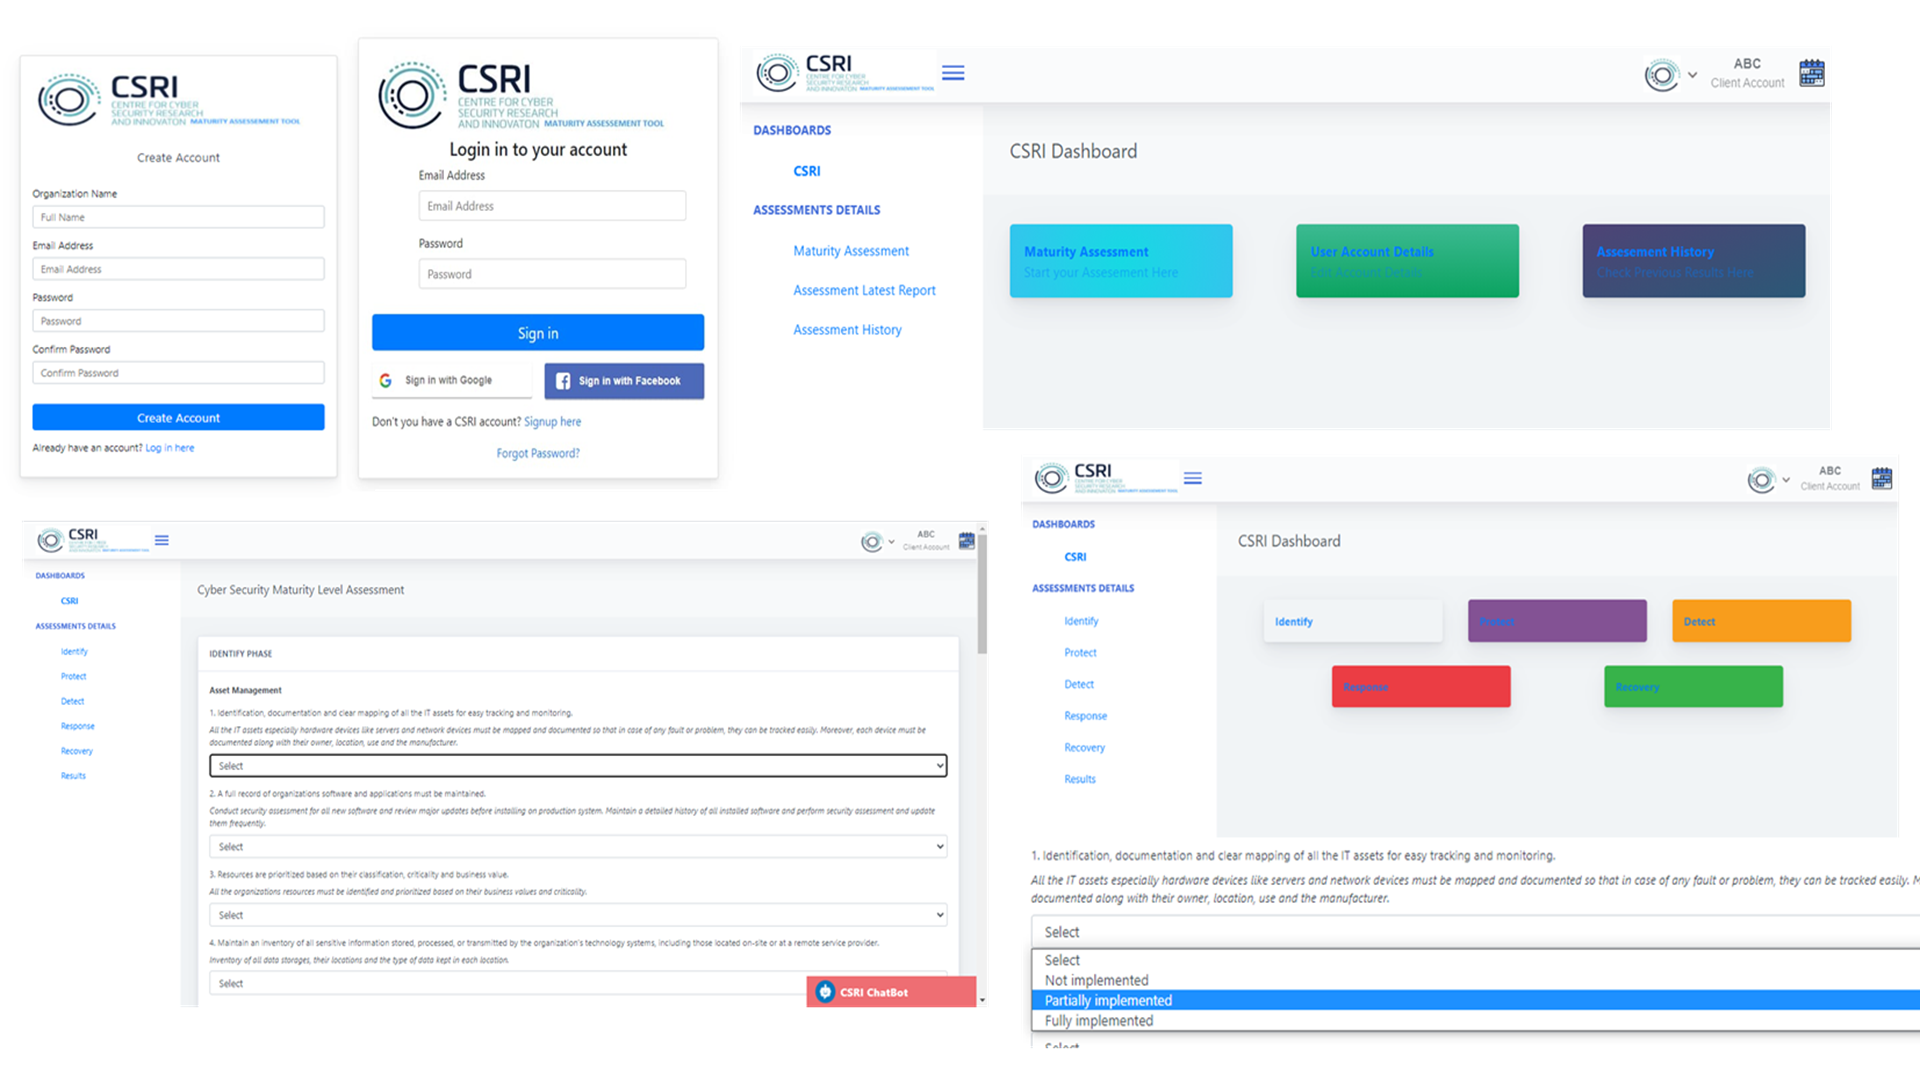 CSRI
CENTRE FOR CYBER
SECURITY RESEARCH
AND INNOVATON MATURITY ASSESSEMENT TOOL
Create Account
Organization Name
Full Name
Email Address
Email Address
Password
Password
Confirm Password
Confirm Password
Create Account
Already have an account? Log in here
CSRI
CENTRE FOR CYBER
SECURITY RESEARCH
AND INNOVATON MATURITY ASSESSEMENT TOOL
Login in to your account
Email Address
Email Address
Password
Password
Sign in
Sign in with Google
Sign in with Facebook
Don't you have a CSRI account? Signup here
Forgot Password?
CSRI
CENTRE FOR CYBER
SECURITY RESEARCH
AND INNOVATON MATURITY ASSESSEMENT TOOL
ABC
Client Account
DASHBOARDS
CSRI
ASSESSMENTS DETAILS
Maturity Assessment
Assessment Latest Report
Assessment History
CSRI Dashboard
Maturity Assessment
Start your Assesement Here
User Account Details
Edit Account Details
Assesement History
Check Previous Results Here
CSRI
ABC
Client Account
DASHBOARDS
CSRI
ASSESSMENTS DETAILS
Identify
Protect
Detect
Response
Recovery
Results
Cyber Security Maturity Level Assessment
IDENTIFY PHASE
Asset Management
1. Identification, documentation and clear mapping of all the IT assets for easy tracking and monitoring.
All the IT assets especially hardware devices like servers and network devices must be mapped and documented so that in case of any fault or problem, they can be tracked easily. Moreover, each device must be
documented along with their owner, location, use and the manufacturer.
Select
2. A full record of organizations software and applications must be maintained.
Conduct security assessment for all new software and review major updates before installing on production system. Maintain a detailed history of all installed software and perform security assessment and update
them frequently.
Select
3. Resources are prioritized based on their classification, criticality and business value.
All the organizations resources must be identified and prioritized based on their business values and criticality.
Select
4. Maintain an inventory of all sensitive information stored, processed, or transmitted by the organization's technology systems, including those located on-site or at a remote service provider.
Inventory of all data storages, their locations and the type of data kept in each location.
Select
CSRI ChatBot
CSRI
ABC
Client Account
DASHBOARDS
CSRI
ASSESSMENTS DETAILS
Identify
Protect
Detect
Response
Recovery
Results
CSRI Dashboard
Identify
Protect
Detect
Response
Recovery
1. Identification, documentation and clear mapping of all the IT assets for easy tracking and monitoring.
All the IT assets especially hardware devices like servers and network devices must be mapped and documented so that in case of any fault or problem, they can be tracked easily. M
documented along with their owner, location, use and the manufacturer.
Select
Select
Not implemented
Partially implemented
Fully implemented
Select